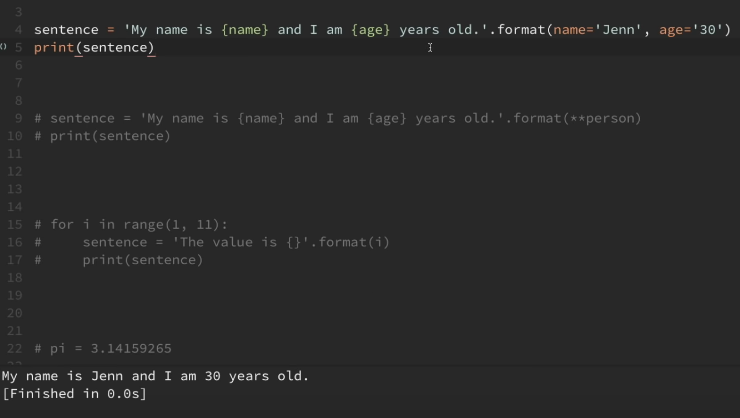 3
4 sentence = 'My name is {name} and I am {age} years old.'.format(name='Jenn', age='30')
() 5 print(sentence)
6
7
8
9 # sentence = 'My name is {name} and I am {age} years old.'.format(**person)
10 # print(sentence)
11
12
13
14
15 # for i in range(1, 11):
16 #     sentence = 'The value is {}'.format(i)
17 #     print(sentence)
18
19
20
21
22 # pi = 3.14159265
My name is Jenn and I am 30 years old.
[Finished in 0.0s]